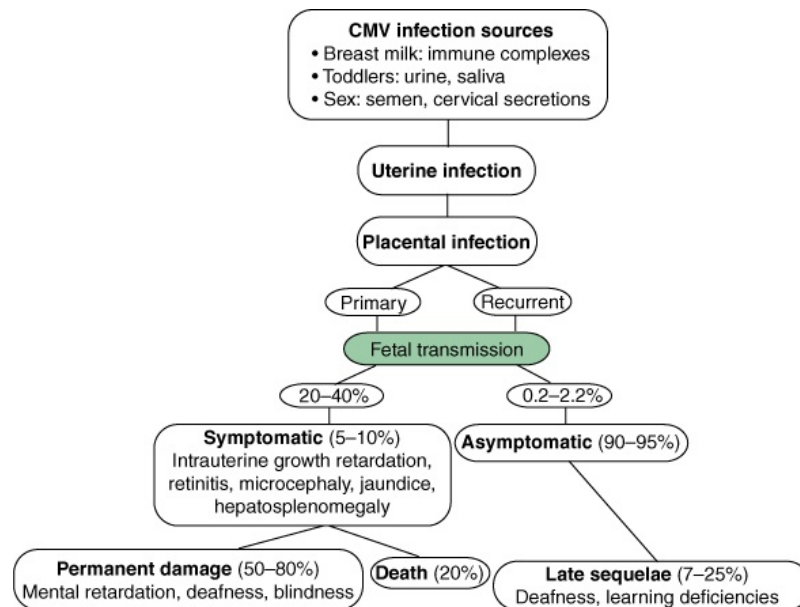 CMV infection sources
• Breast milk: immune complexes
• Toddlers: urine, saliva
• Sex: semen, cervical secretions
Uterine infection
Placental infection
Primary
Recurrent
Fetal transmission
20–40%
0.2–2.2%
Symptomatic (5–10%)
Intrauterine growth retardation,
retinitis, microcephaly, jaundice,
hepatosplenomegaly
Asymptomatic (90–95%)
Permanent damage (50–80%)
Mental retardation, deafness, blindness
Death (20%)
Late sequelae (7–25%)
Deafness, learning deficiencies